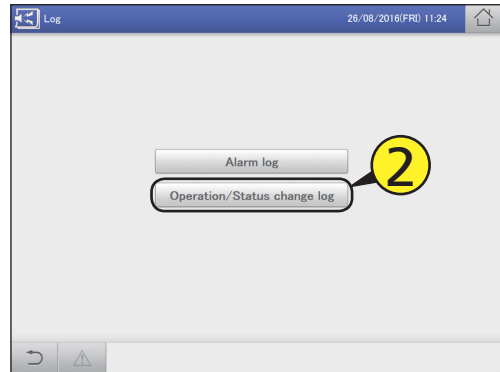 Log
26/08/2016(FRI) 11:24
Alarm log
Operation/Status change log
2